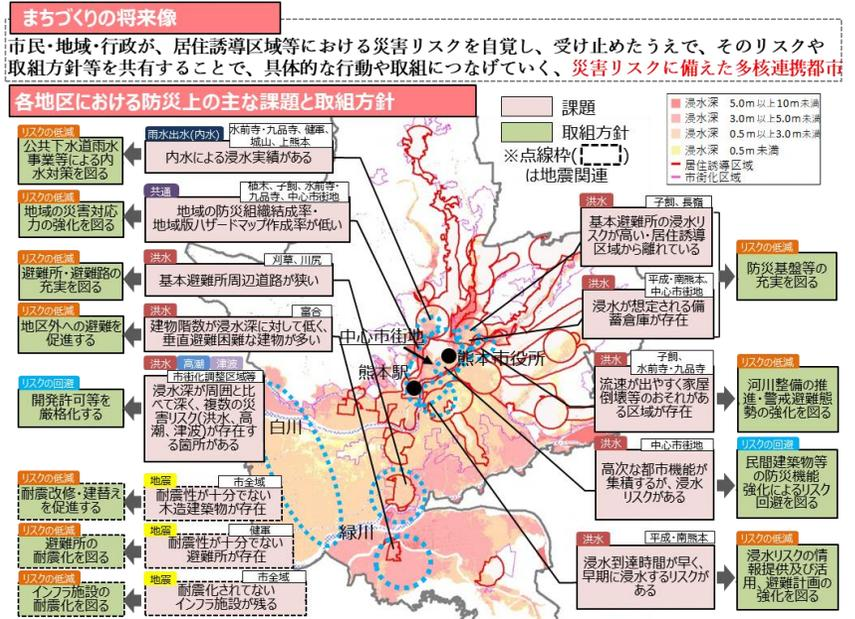 まちづくりの将来像
市民・地域・行政が、居住誘導区域等における災害リスクを自覚し、受け止めたうえで、そのリスクや
取組方針等を共有することで、具体的な行動や取組につなげていく、災害リスクに備えた多核連携都市
各地区における防災上の主な課題と取組方針
課題
取組方針
※点線枠( )
は地震関連
浸水深 5.0m以上10m未満
浸水深 3.0m以上5.0m未満
浸水深 0.5m以上3.0m未満
浸水深 0.5m未満
居住誘導区域
市街化区域
リスクの低減
公共下水道雨水
事業等による内
水対策を図る
雨水出水(内水)
水前寺・九品寺、健軍、
城山、上熊本
内水による浸水実績がある
リスクの低減
地域の災害対応
力の強化を図る
共通
植木、子飼、水前寺・
九品寺、中心市街地
地域の防災組織結成率・
地域版ハザードマップ作成率が低い
リスクの低減
避難所・避難路の
充実を図る
洪水
刈草、川尻
基本避難所周辺道路が狭い
リスクの低減
地区外への避難を
促進する
洪水
富合
建物階数が浸水深に対して低く、
垂直避難困難な建物が多い
リスクの回避
開発許可等を
厳格化する
洪水 高潮 津波
市街化調整区域等
浸水深が周囲と比
べて深く、複数の災
害リスク(洪水、高
潮、津波)が存在す
る箇所がある
リスクの低減
耐震改修・建替え
を促進する
地震
市全域
耐震性が十分でない
木造建築物が存在
リスクの低減
避難所の
耐震化を図る
地震
健軍
耐震性が十分でない
避難所が存在
リスクの低減
インフラ施設の
耐震化を図る
地震
市全域
耐震化されてない
インフラ施設が残る
中心市街地
熊本市役所
熊本駅
白川
緑川
洪水
子飼、長嶺
基本避難所の浸水リ
スクが高い・居住誘導
区域から離れている
洪水
平成・南熊本、
中心市街地
浸水が想定される備
蓄倉庫が存在
リスクの低減
防災基盤等の
充実を図る
洪水
子飼、
水前寺・九品寺
流速が出やすく家屋
倒壊等のおそれがあ
る区域が存在
リスクの低減
河川整備の推
進・警戒避難態
勢の強化を図る
洪水
中心市街地
高次な都市機能が
集積するが、浸水
リスクがある
リスクの回避
民間建築物等
の防災機能
強化によるリスク
回避を図る
洪水
平成・南熊本
浸水到達時間が早く、
早期に浸水するリスクが
ある
リスクの低減
浸水リスクの情
報提供及び活
用、避難計画の
強化を図る